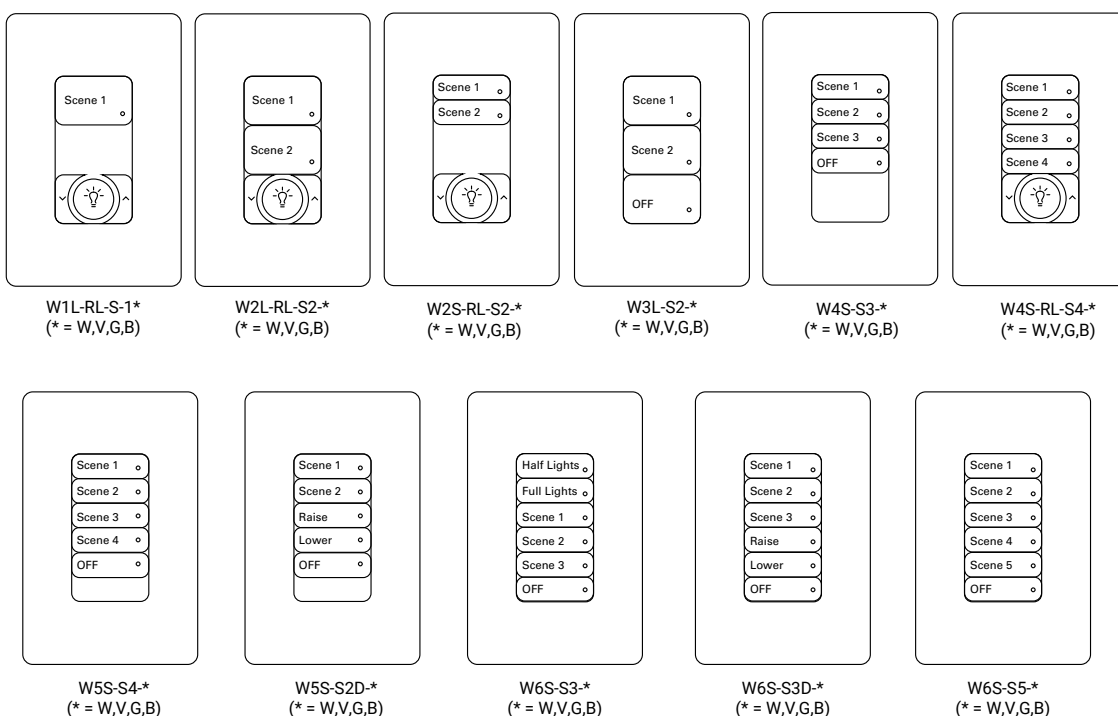 Scene 1
W1L-RL-S-1*
(* = W,V,G,B)
Scene 1
Scene 2
W2L-RL-S2-*
(* = W,V,G,B)
Scene 1
Scene 2
W2S-RL-S2-*
(* = W,V,G,B)
Scene 1
Scene 2
OFF
W3L-S2-*
(* = W,V,G,B)
Scene 1
Scene 2
Scene 3
OFF
W4S-S3-*
(* = W,V,G,B)
Scene 1
Scene 2
Scene 3
Scene 4
W4S-RL-S4-*
(* = W,V,G,B)
Scene 1
Scene 2
Scene 3
Scene 4
OFF
W5S-S4-*
(* = W,V,G,B)
Scene 1
Scene 2
Raise
Lower
OFF
W5S-S2D-*
(* = W,V,G,B)
Half Lights
Full Lights
Scene 1
Scene 2
Scene 3
OFF
W6S-S3-*
(* = W,V,G,B)
Scene 1
Scene 2
Scene 3
Raise
Lower
OFF
W6S-S3D-*
(* = W,V,G,B)
Scene 1
Scene 2
Scene 3
Scene 4
Scene 5
OFF
W6S-S5-*
(* = W,V,G,B)